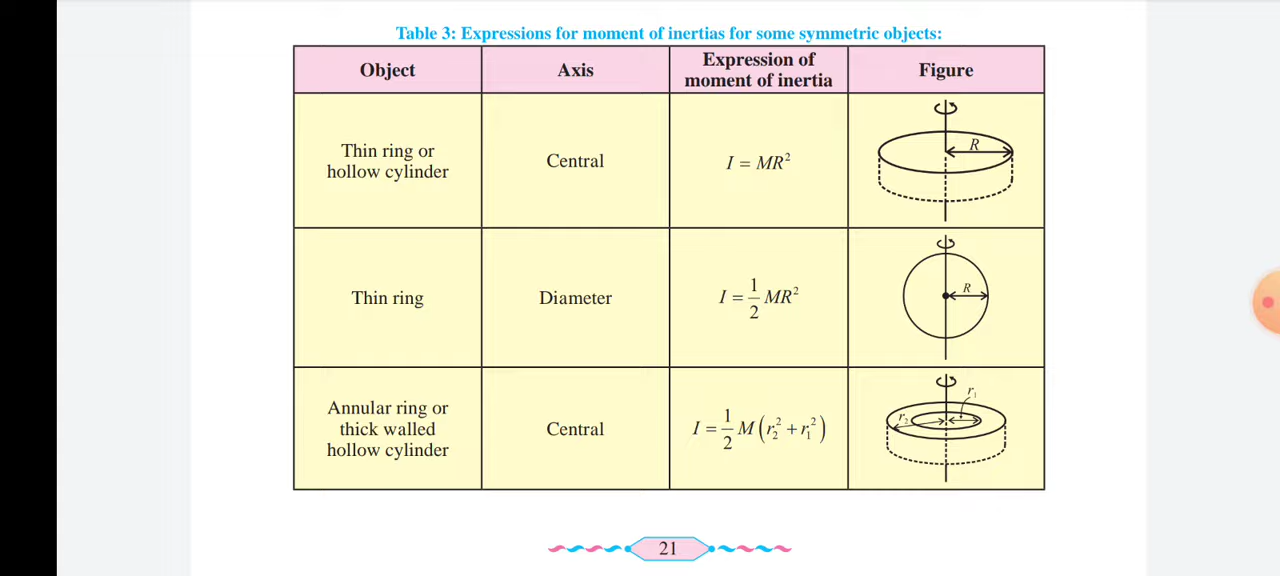 Table 3: Expressions for moment of inertias for some symmetric objects:
Object
Axis
Expression of
moment of inertia
Figure
Thin ring or
hollow cylinder
Central
I = MR²
R
Thin ring
Diameter
I = 1/2 MR²
R
Annular ring or
thick walled
hollow cylinder
Central
I = 1/2 M(r₂² + r₁²)
r₁
r₂
21